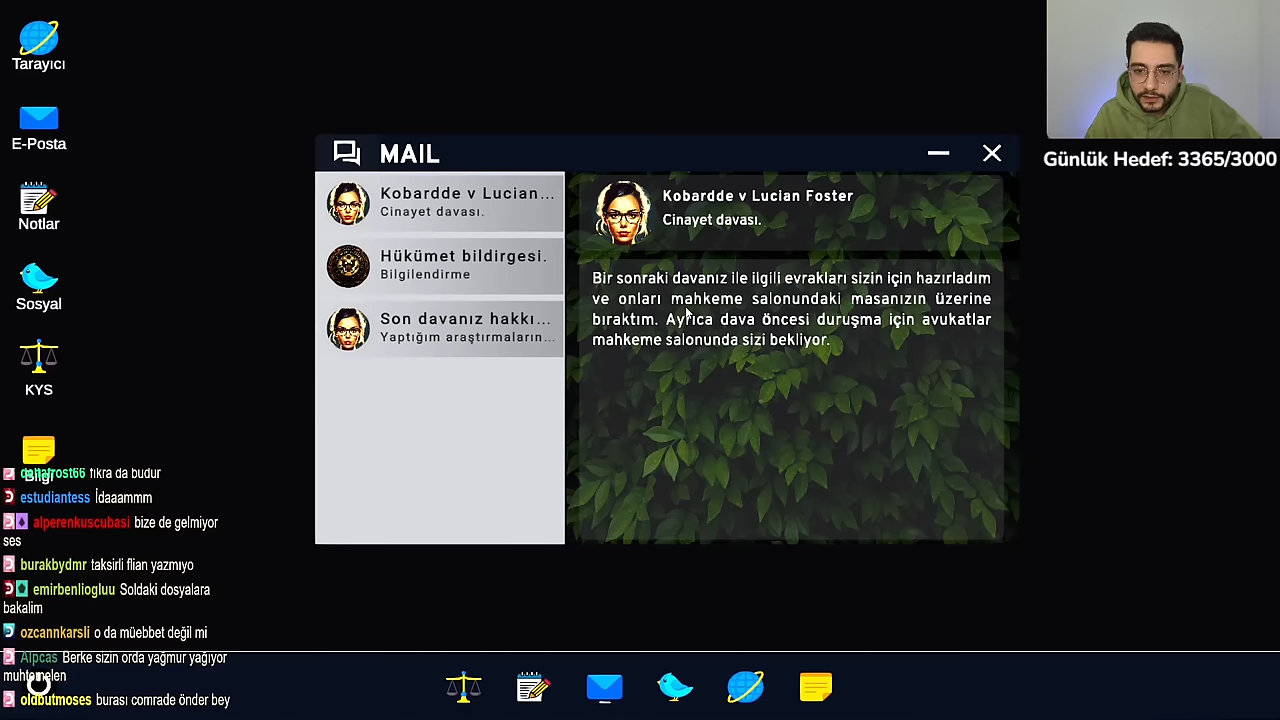 Tarayıcı
E-Posta
Notlar
Sosyal
KYS
Bilgi
MAIL
Kobardde v Lucian...
Cinayet davası.
Hükümet bildirgesi.
Bilgilendirme
Son davanız hakkı...
Yaptığım araştırmaların...
Kobardde v Lucian Foster
Cinayet davası.
Bir sonraki davanız ile ilgili evrakları sizin için hazırladım
ve onları mahkeme salonundaki masanızın üzerine
bıraktım. Ayrıca dava öncesi duruşma için avukatlar
mahkeme salonunda sizi bekliyor.
Günlük Hedef: 3365/3000
fıkra da budur
estudiantess İdaaammm
alperenkuscubasi bize de gelmiyor
ses
burakbydmr taksirli flian yazmıyo
emirbenliogluu Soldaki dosyalara
bakalim
ozcannkarsli o da müebbet değil mi
Alpcas Berke sizin orda yağmur yağıyor
muhtemelen
oldbutmoses burası comrade önder bey